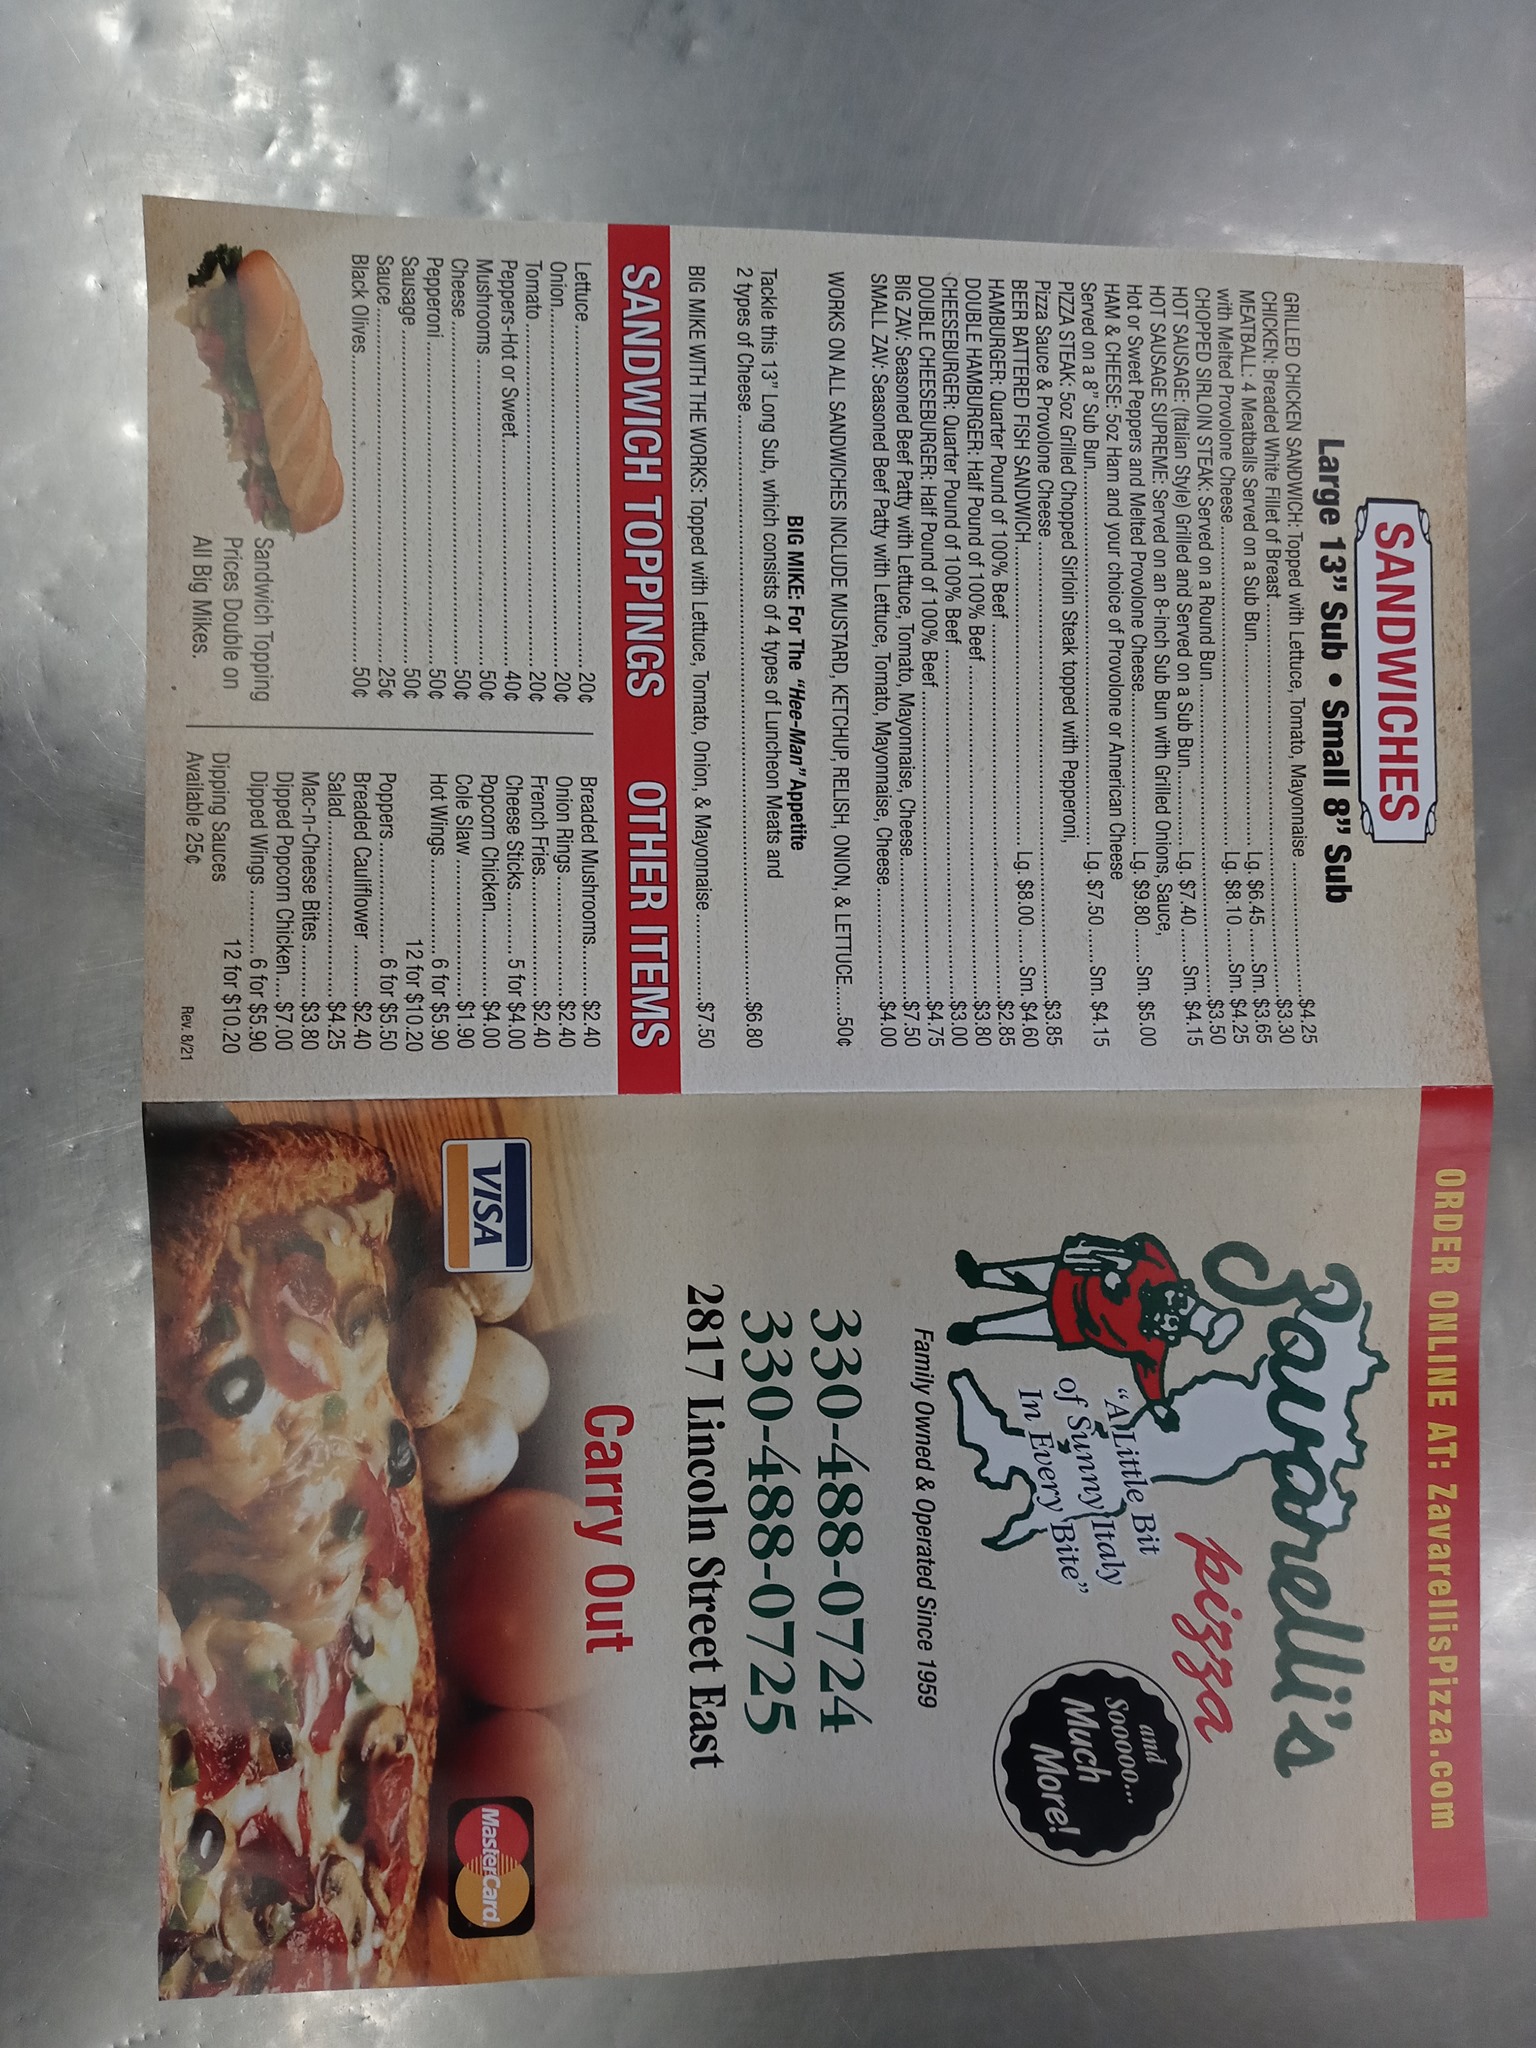 SANDWICHES
Large 13” Sub • Small 8” Sub
GRILLED CHICKEN SANDWICH: Topped with Lettuce, Tomato, Mayonnaise ........ $4.25
CHICKEN: Breaded White Fillet of Breast ........ $3.30
MEATBALL: 4 Meatballs Served on a Sub Bun ........ Lg. $6.45 ..... Sm. $3.65
with Melted Provolone Cheese ........ Lg. $8.10 ..... Sm. $4.25
CHOPPED SIRLOIN STEAK: Served on a Round Bun ........ $3.50
HOT SAUSAGE: (Italian Style) Grilled and Served on a Sub Bun ........ Lg. $7.40 ..... Sm. $4.15
HOT SAUSAGE SUPREME: Served on an 8-inch Sub Bun with Grilled Onions, Sauce,
Hot or Sweet Peppers and Melted Provolone Cheese ........ Lg. $9.80 ..... Sm. $5.00
HAM & CHEESE: 5oz Ham and your choice of Provolone or American Cheese
Served on a 8” Sub Bun ........ Lg. $7.50 ..... Sm. $4.15
PIZZA STEAK: 5oz Grilled Chopped Sirloin Steak topped with Pepperoni,
Pizza Sauce & Provolone Cheese ........ $3.85
BEER BATTERED FISH SANDWICH ........ Lg. $8.00 ..... Sm. $4.60
HAMBURGER: Quarter Pound of 100% Beef ........ $2.85
DOUBLE HAMBURGER: Half Pound of 100% Beef ........ $3.80
CHEESEBURGER: Quarter Pound of 100% Beef ........ $3.00
DOUBLE CHEESEBURGER: Half Pound of 100% Beef ........ $4.75
BIG ZAV: Seasoned Beef Patty with Lettuce, Tomato, Mayonnaise, Cheese ........ $7.50
SMALL ZAV: Seasoned Beef Patty with Lettuce, Tomato, Mayonnaise, Cheese ........ $4.00
WORKS ON ALL SANDWICHES INCLUDE MUSTARD, KETCHUP, RELISH, ONION, & LETTUCE ..... 50¢
BIG MIKE: For The “Hee-Man” Appetite
Tackle this 13” Long Sub, which consists of 4 types of Luncheon Meats and
2 types of Cheese ........ $6.80
BIG MIKE WITH THE WORKS: Topped with Lettuce, Tomato, Onion, & Mayonnaise ........ $7.50
SANDWICH TOPPINGS
Lettuce ........ 20¢
Onion ........ 20¢
Tomato ........ 20¢
Peppers-Hot or Sweet ........ 40¢
Mushrooms ........ 50¢
Cheese ........ 50¢
Pepperoni ........ 50¢
Sausage ........ 50¢
Sauce ........ 25¢
Black Olives ........ 50¢
Sandwich Topping
Prices Double on
All Big Mikes.
OTHER ITEMS
Breaded Mushrooms ........ $2.40
Onion Rings ........ $2.40
French Fries ........ $2.40
Cheese Sticks ........ 5 for $4.00
Popcorn Chicken ........ $4.00
Cole Slaw ........ $1.90
Hot Wings ........ 6 for $5.90
12 for $10.20
Poppers ........ 6 for $5.50
Breaded Cauliflower ........ $2.40
Salad ........ $4.25
Mac-n-Cheese Bites ........ $3.80
Dipped Popcorn Chicken .... $7.00
Dipped Wings ........ 6 for $5.90
12 for $10.20
Dipping Sauces
Available 25¢
Rev. 8/21
ORDER ONLINE AT: ZavarellisPizza.com
Zavarelli's
pizza
“A Little Bit
of Sunny Italy
In Every Bite”
and
Sooooo...
Much
More!
Family Owned & Operated Since 1959
330-488-0724
330-488-0725
2817 Lincoln Street East
Carry Out
VISA
MasterCard